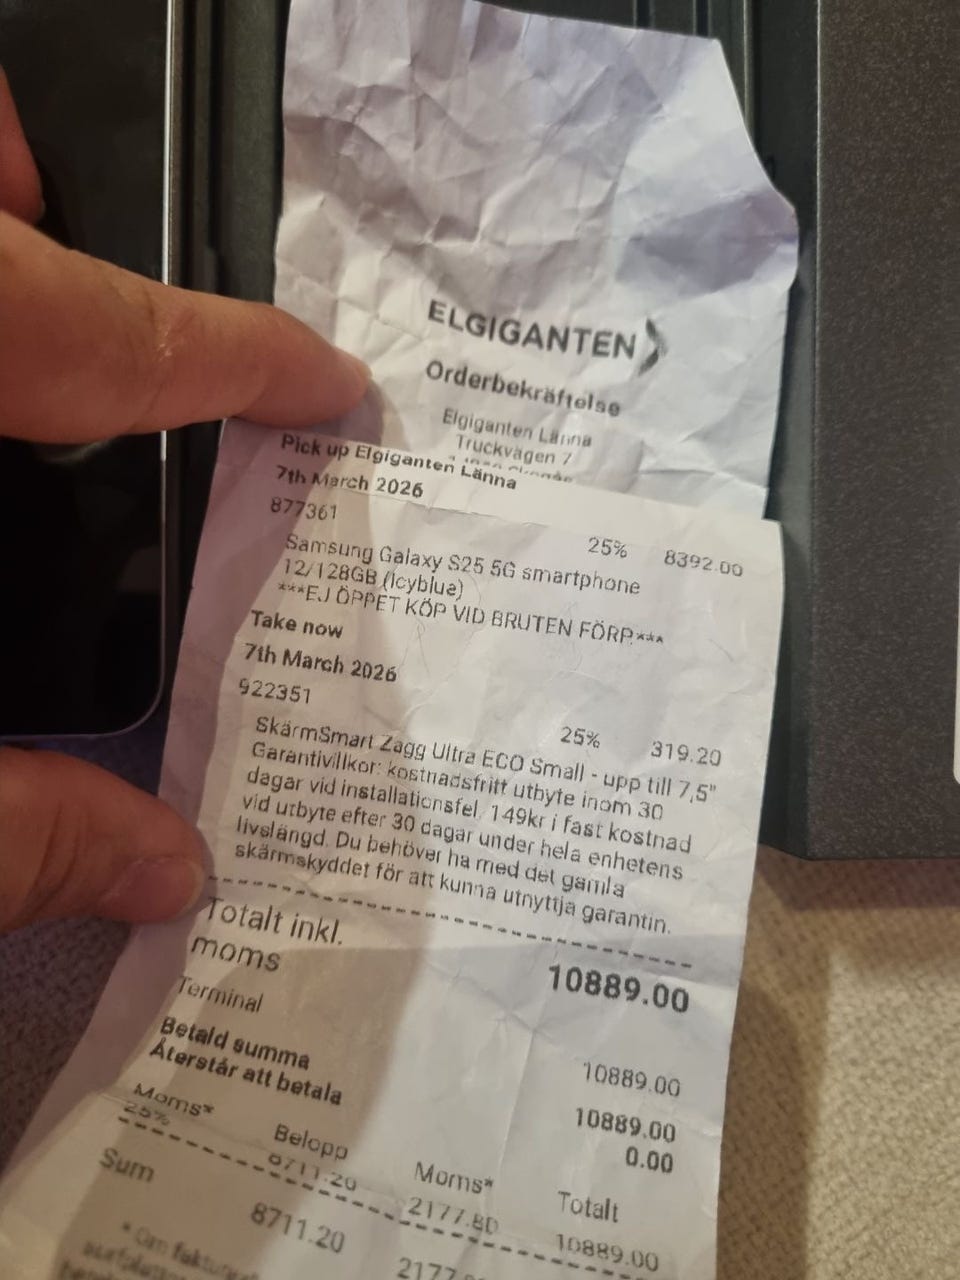 ELGIGANTEN
Orderbekräftelse
Elgiganten Länna
Truckvägen 7
Pick up Elgiganten Länna
7th March 2026
877361
25% 8392.00
Samsung Galaxy S25 5G smartphone
12/128GB (Icyblue)
***EJ ÖPPET KÖP VID BRUTEN FÖRP.***
Take now
7th March 2026
922351
25% 319.20
SkärmSmart Zagg Ultra ECO Small - upp till 7,5"
Garantivillkor: kostnadsfritt utbyte inom 30
dagar vid installationsfel, 149kr i fast kostnad
vid utbyte efter 30 dagar under hela enhetens
livslängd. Du behöver ha med det gamla
skärmskyddet för att kunna utnyttja garantin.
Totalt inkl.
moms 10889.00
Terminal 10889.00
Betald summa 10889.00
Återstår att betala 0.00
Moms* Belopp Moms* Totalt
25% 8711.20 2177.80 10889.00
Sum 8711.20 2177
* Om